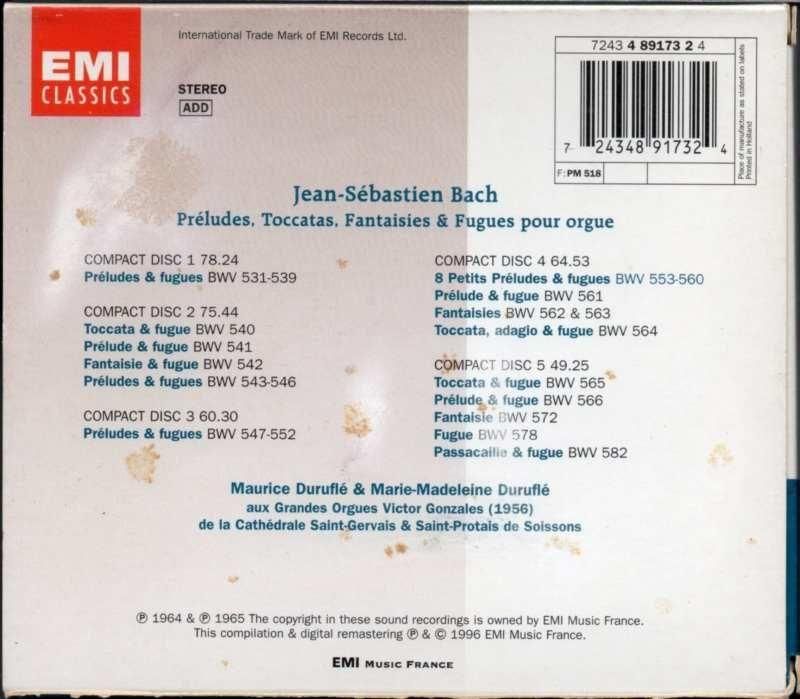 EMI
CLASSICS
International Trade Mark of EMI Records Ltd.
STEREO
ADD
7243 4 89173 2 4
7 24348 91732 4
F: PM 518
Place of manufacture as stated on labels
Printed in Holland
Jean-Sébastien Bach
Préludes, Toccatas, Fantaisies & Fugues pour orgue
COMPACT DISC 1 78.24
Préludes & fugues BWV 531-539
COMPACT DISC 2 75.44
Toccata & fugue BWV 540
Prélude & fugue BWV 541
Fantaisie & fugue BWV 542
Préludes & fugues BWV 543-546
COMPACT DISC 3 60.30
Préludes & fugues BWV 547-552
COMPACT DISC 4 64.53
8 Petits Préludes & fugues BWV 553-560
Prélude & fugue BWV 561
Fantaisies BWV 562 & 563
Toccata, adagio & fugue BWV 564
COMPACT DISC 5 49.25
Toccata & fugue BWV 565
Prélude & fugue BWV 566
Fantaisie BWV 572
Fugue BWV 578
Passacaille & fugue BWV 582
Maurice Duruflé & Marie-Madeleine Duruflé
aux Grandes Orgues Victor Gonzales (1956)
de la Cathédrale Saint-Gervais & Saint-Protais de Soissons
℗ 1964 & ℗ 1965 The copyright in these sound recordings is owned by EMI Music France.
This compilation & digital remastering ℗ & © 1996 EMI Music France.
EMI MUSIC FRANCE